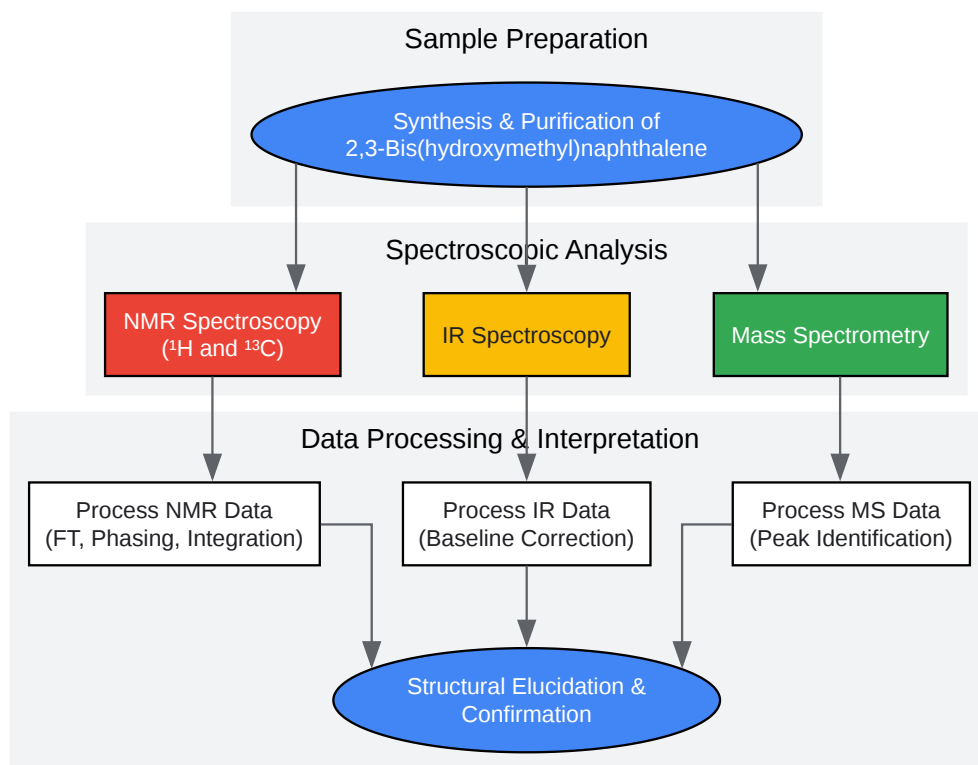 Sample Preparation
Synthesis & Purification of
2,3-Bis(hydroxymethyl)naphthalene
Spectroscopic Analysis
NMR Spectroscopy
(¹H and ¹³C)
IR Spectroscopy
Mass Spectrometry
Data Processing & Interpretation
Process NMR Data
(FT, Phasing, Integration)
Process IR Data
(Baseline Correction)
Process MS Data
(Peak Identification)
Structural Elucidation &
Confirmation